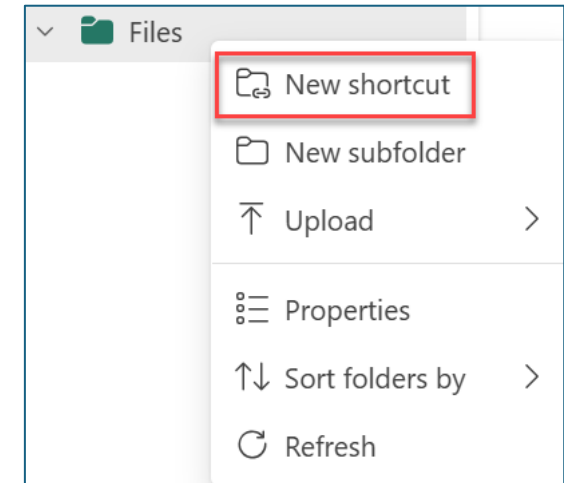 Files
New shortcut
New subfolder
Upload
Properties
Sort folders by
Refresh